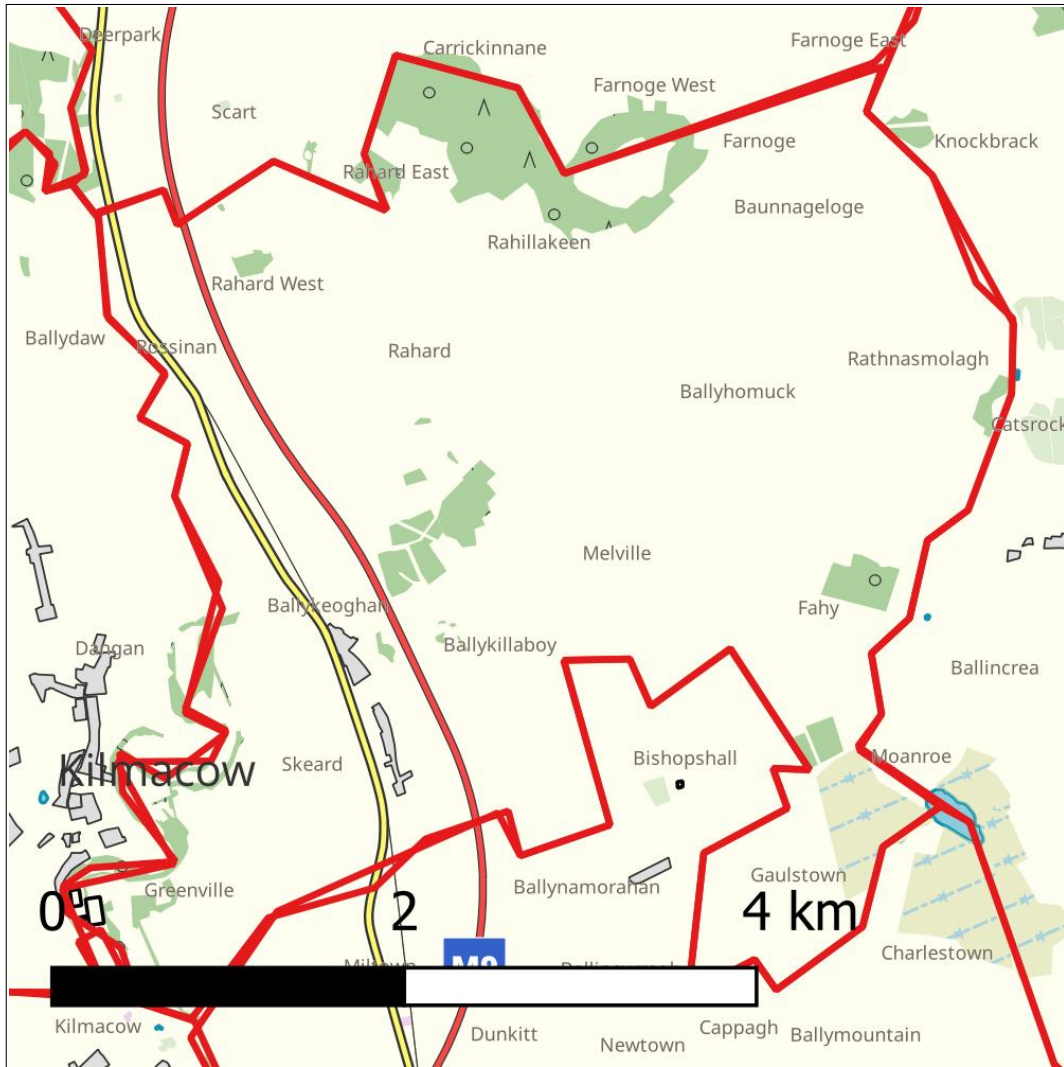 Deerpark
Carrickinnane
Farnoge East
Farnoge West
Scart
Farnoge
Knockbrack
Rahard East
Baunnageloge
Rahillakeen
Rahard West
Ballydaw
Rossinan
Rahard
Rathnasmolagh
Ballyhomuck
Catsrock
Melville
Ballykeoghan
Fahy
Dangan
Ballykillaboy
Ballincrea
Kilmacow
Skeard
Bishopshall
Moanroe
Greenville
Ballynamorahan
Gaulstown
0 2 4 km
Charlestown
Milltown
M9
Kilmacow
Dunkitt
Newtown
Cappagh
Ballymountain